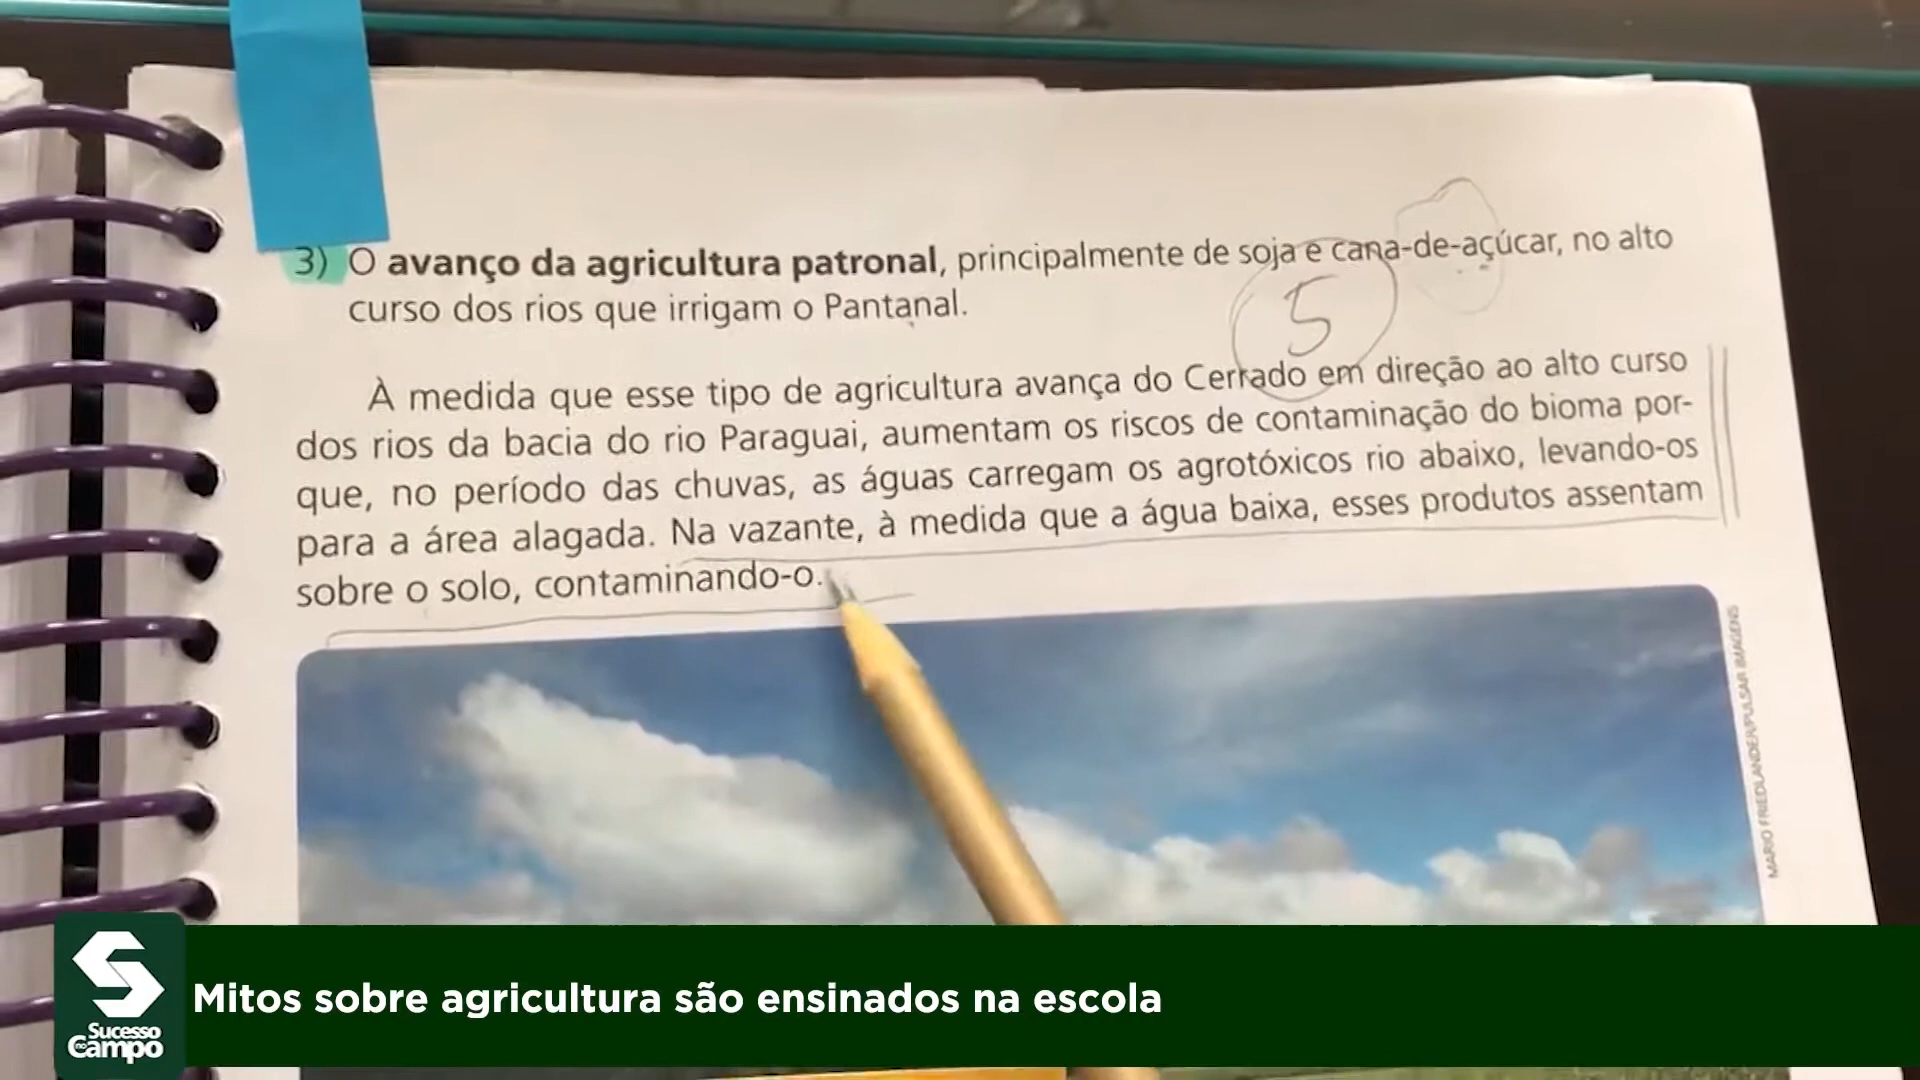 3) O avanço da agricultura patronal, principalmente de soja e cana-de-açúcar, no alto
curso dos rios que irrigam o Pantanal.
5
À medida que esse tipo de agricultura avança do Cerrado em direção ao alto curso
dos rios da bacia do rio Paraguai, aumentam os riscos de contaminação do bioma por-
que, no período das chuvas, as águas carregam os agrotóxicos rio abaixo, levando-os
para a área alagada. Na vazante, à medida que a água baixa, esses produtos assentam
sobre o solo, contaminando-o.
MARIO FRIEDLANDER/PULSAR IMAGENS
Mitos sobre agricultura são ensinados na escola
S
Sucesso
no Campo